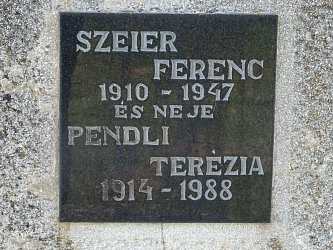 SZEIER
FERENC
1910 - 1947
ÉS NEJE
PENDLI
TERÉZIA
1914 - 1988